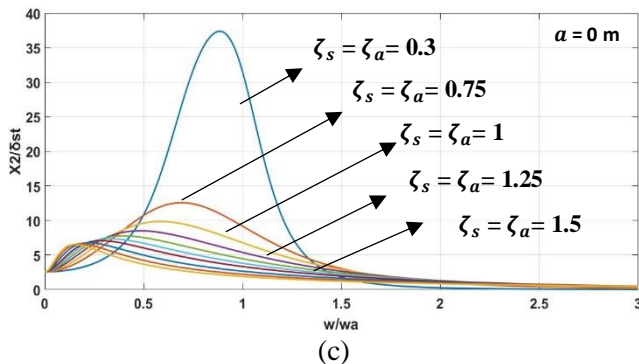 40
35
30
25
20
15
10
5
0
X2/δst
a = 0 m
ζs = ζa= 0.3
ζs = ζa= 0.75
ζs = ζa= 1
ζs = ζa= 1.25
ζs = ζa= 1.5
0 0.5 1 1.5 2 2.5 3
w/wa
(c)